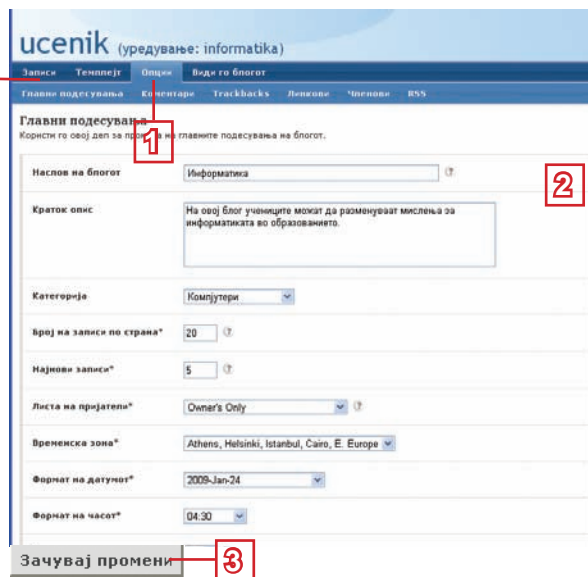 ucenik (уредување: informatika)
Записи Темплејт Опции Види го блогот
Главни подесувања Коментари Trackbacks Линкови Членови RSS
Главни подесувања
1
Користи го овој дел за на главните подесувања на блогот.
Наслов на блогот Информатика
2
Краток опис На овој блог учениците можат да разменуваат мислења за
информатиката во образованието.
Категорија Компјутери
Број на записи по страна* 20
Најнови записи* 5
Листа на пријатели* Owner's Only
Временска зона* Athens, Helsinki, Istanbul, Cairo, E. Europe
Формат на датумот* 2009-Jan-24
Формат на часот* 04:30
Зачувај промени 3